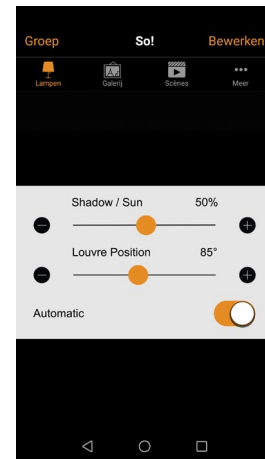 Groep So! Bewerken
Lampen Galerij Scènes Meer
Shadow / Sun 50%
Louvre Position 85°
Automatic